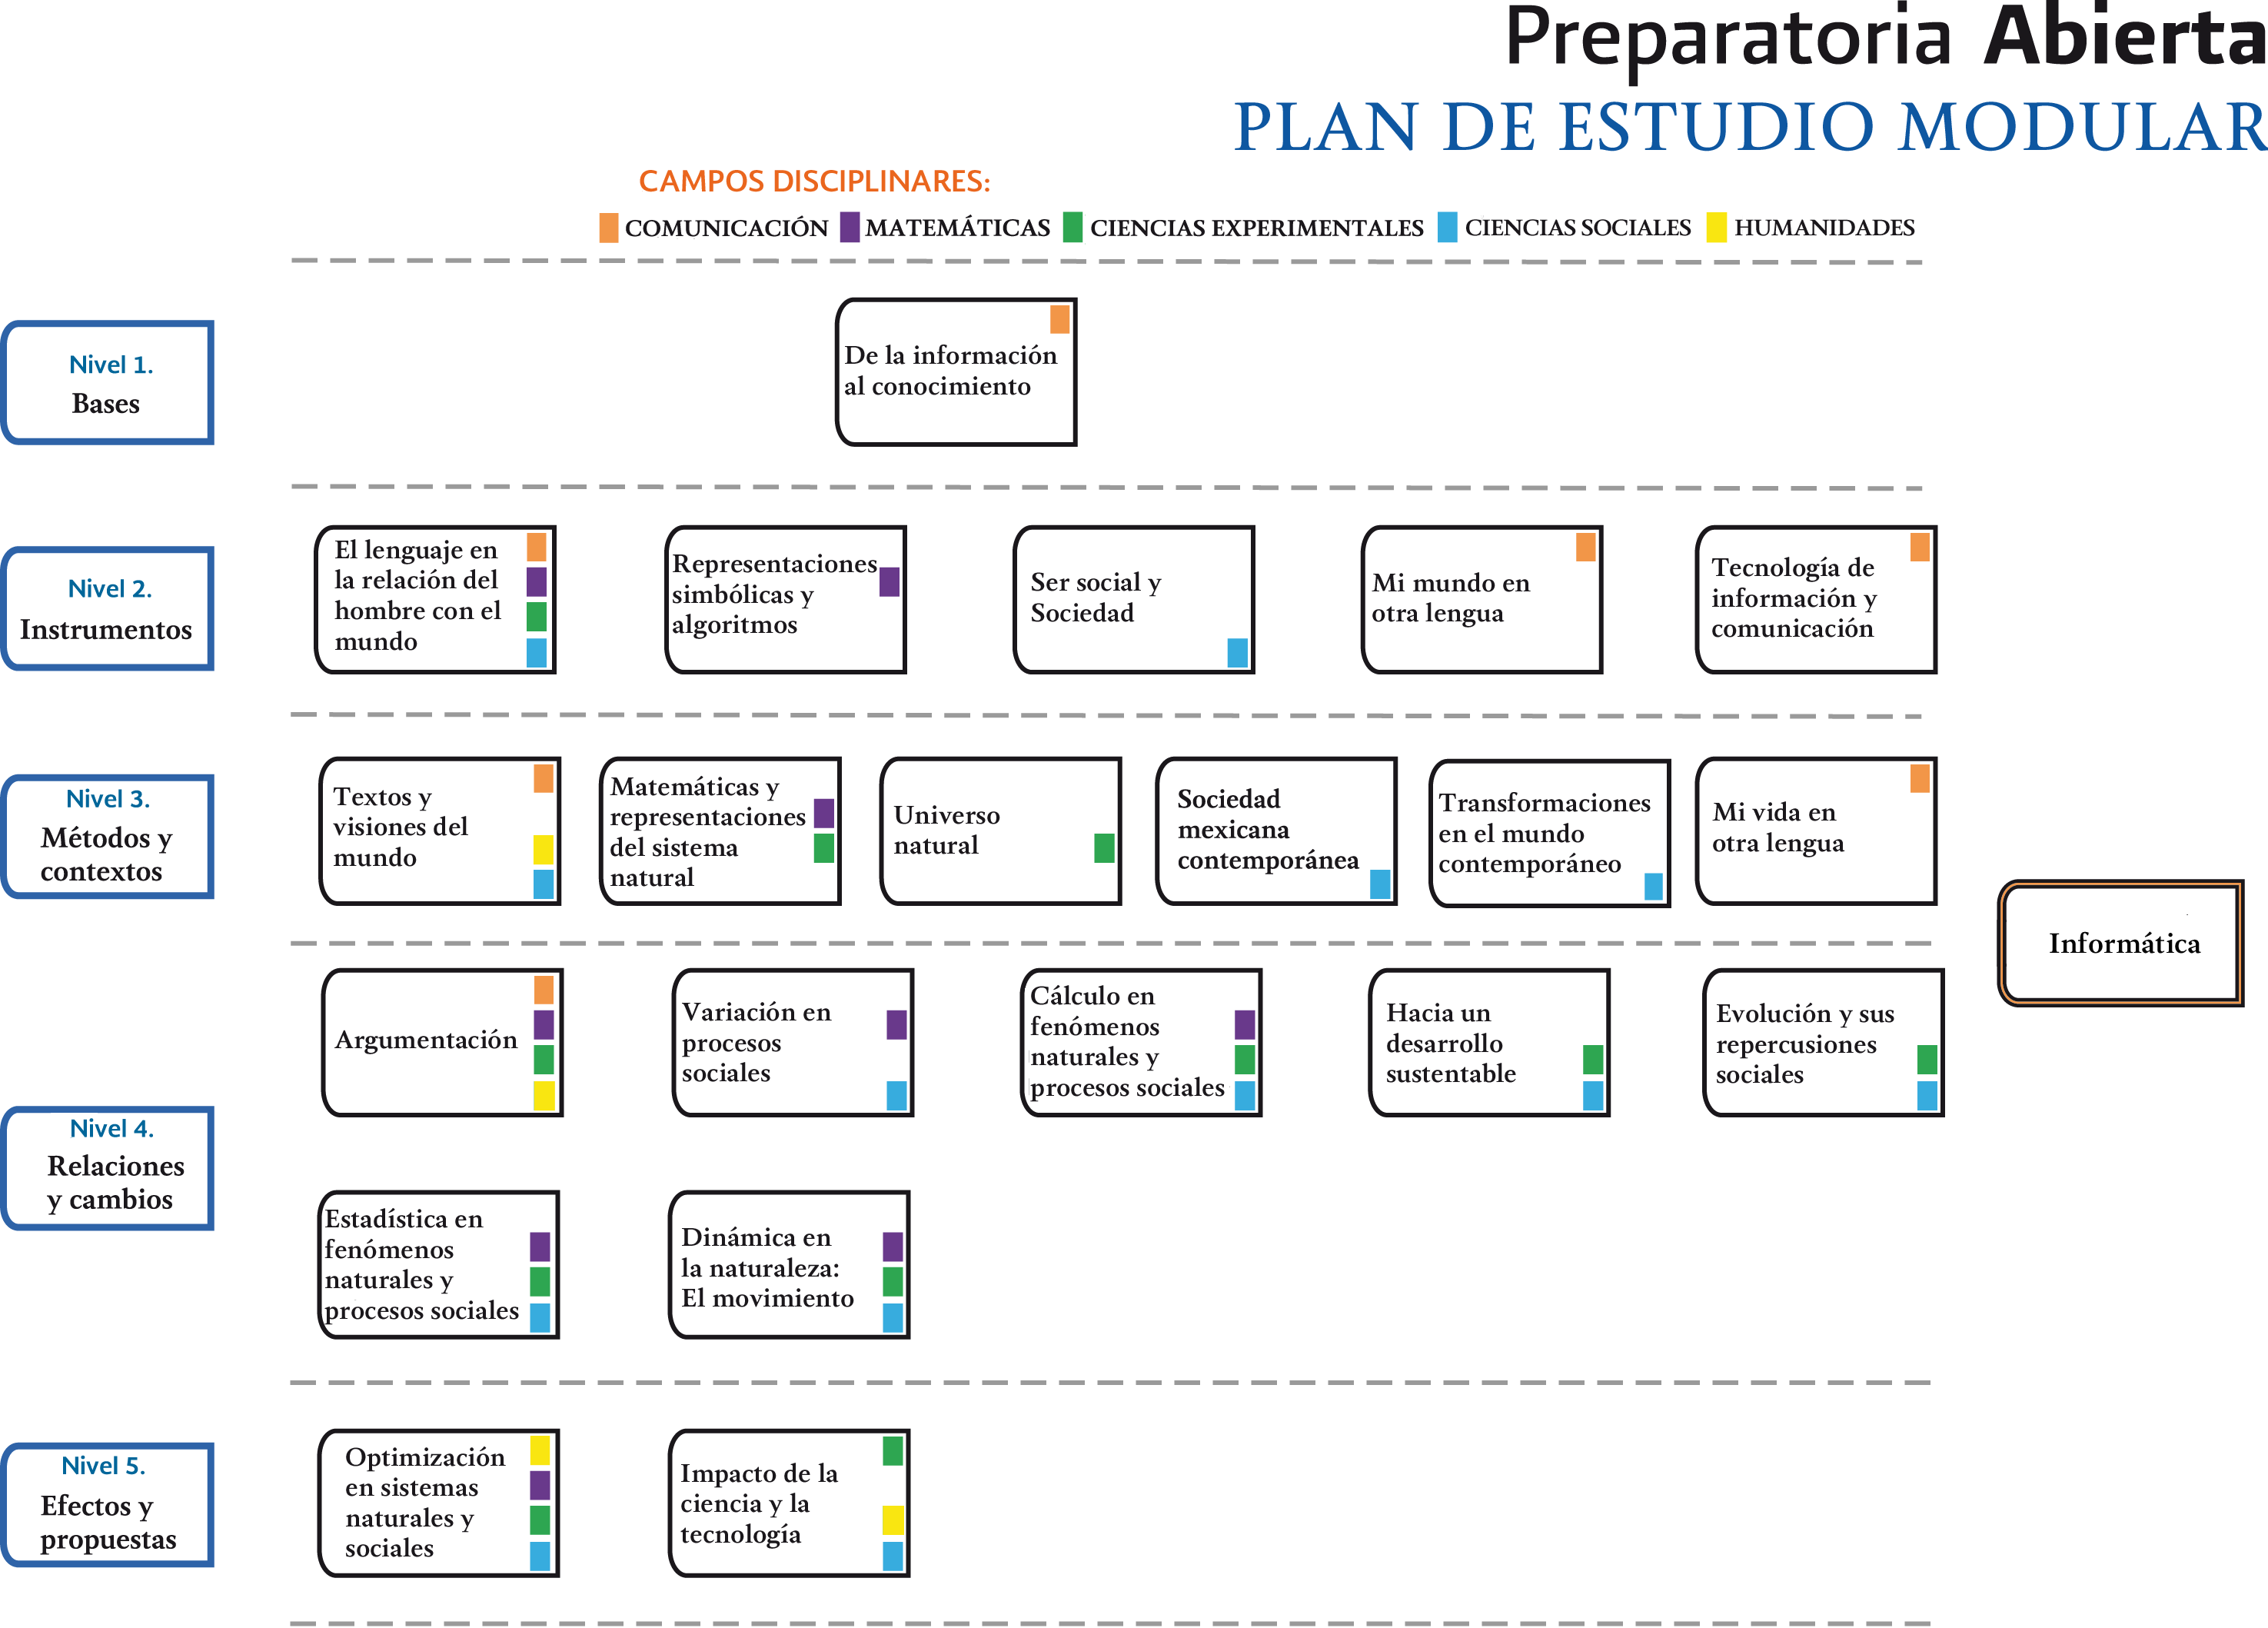 Preparatoria Abierta
PLAN DE ESTUDIO MODULAR
CAMPOS DISCIPLINARES:
COMUNICACIÓN MATEMÁTICAS CIENCIAS EXPERIMENTALES CIENCIAS SOCIALES HUMANIDADES
Nivel 1.
Bases
De la información
al conocimiento
Nivel 2.
Instrumentos
El lenguaje en
la relación del
hombre con el
mundo
Representaciones
simbólicas y
algoritmos
Ser social y
Sociedad
Mi mundo en
otra lengua
Tecnología de
información y
comunicación
Nivel 3.
Métodos y
contextos
Textos y
visiones del
mundo
Matemáticas y
representaciones
del sistema
natural
Universo
natural
Sociedad
mexicana
contemporánea
Transformaciones
en el mundo
contemporáneo
Mi vida en
otra lengua
Informática
Nivel 4.
Relaciones
y cambios
Argumentación
Variación en
procesos
sociales
Cálculo en
fenómenos
naturales y
procesos sociales
Hacia un
desarrollo
sustentable
Evolución y sus
repercusiones
sociales
Estadística en
fenómenos
naturales y
procesos sociales
Dinámica en
la naturaleza:
El movimiento
Nivel 5.
Efectos y
propuestas
Optimización
en sistemas
naturales y
sociales
Impacto de la
ciencia y la
tecnología